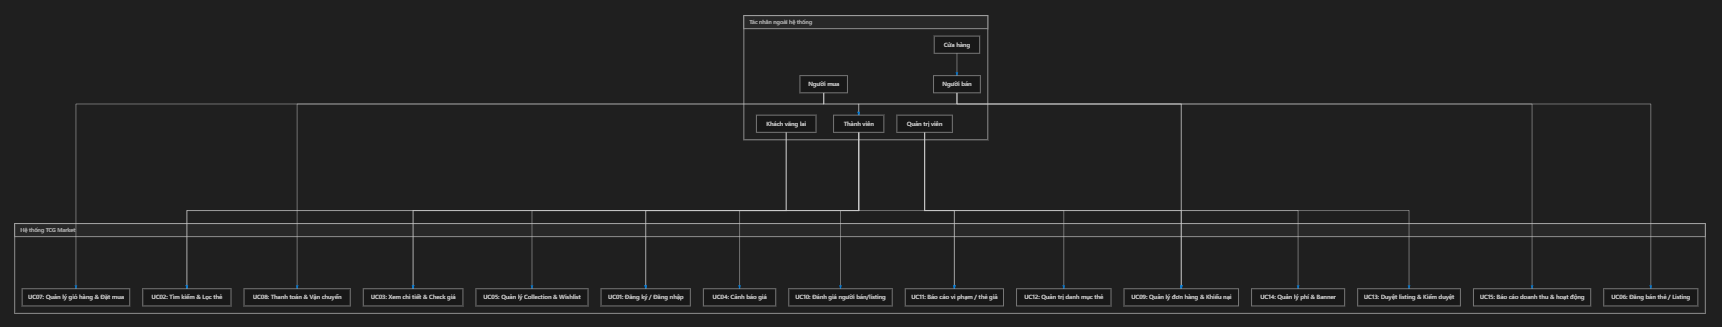 Tác nhân ngoài hệ thống
Cửa hàng
Người mua
Người bán
Khách vãng lai
Thành viên
Quản trị viên
Hệ thống TCG Market
UC07: Quản lý giỏ hàng & Đặt mua
UC02: Tìm kiếm & Lọc thẻ
UC08: Thanh toán & Vận chuyển
UC03: Xem chi tiết & Check giá
UC05: Quản lý Collection & Wishlist
UC01: Đăng ký / Đăng nhập
UC04: Cảnh báo giá
UC10: Đánh giá người bán/listing
UC11: Báo cáo vi phạm / thẻ giả
UC12: Quản trị danh mục thẻ
UC09: Quản lý đơn hàng & Khiếu nại
UC14: Quản lý phí & Banner
UC13: Duyệt listing & Kiểm duyệt
UC15: Báo cáo doanh thu & hoạt động
UC06: Đăng bán thẻ / Listing